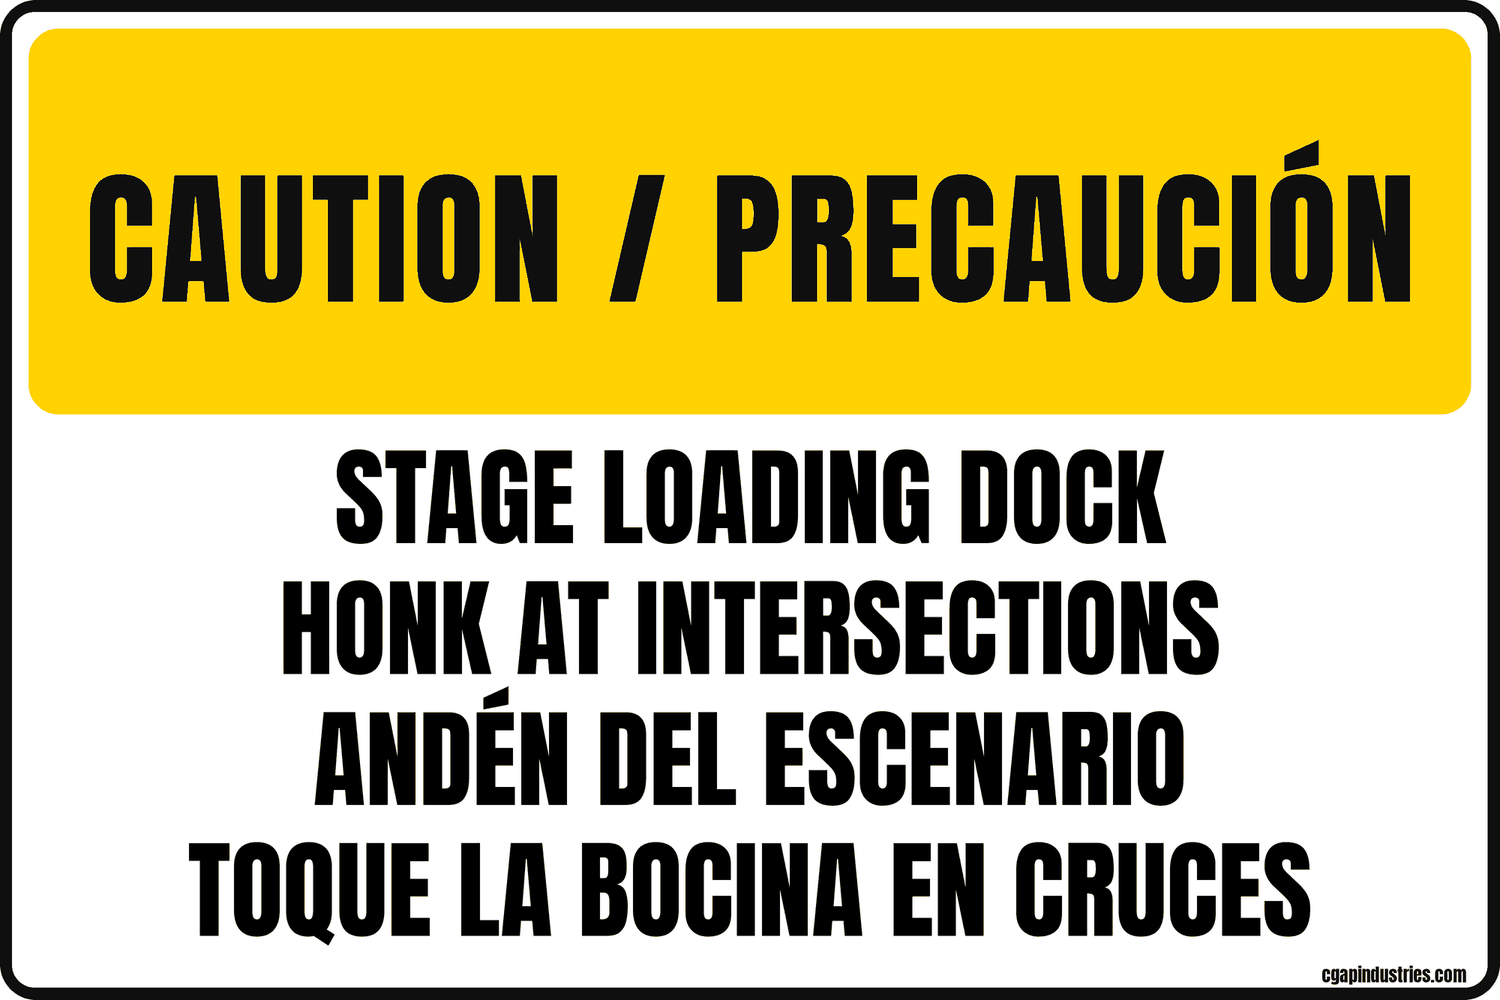 CAUTION / PRECAUCIÓN
STAGE LOADING DOCK
HONK AT INTERSECTIONS
ANDÉN DEL ESCENARIO
TOQUE LA BOCINA EN CRUCES
cgapindustries.com